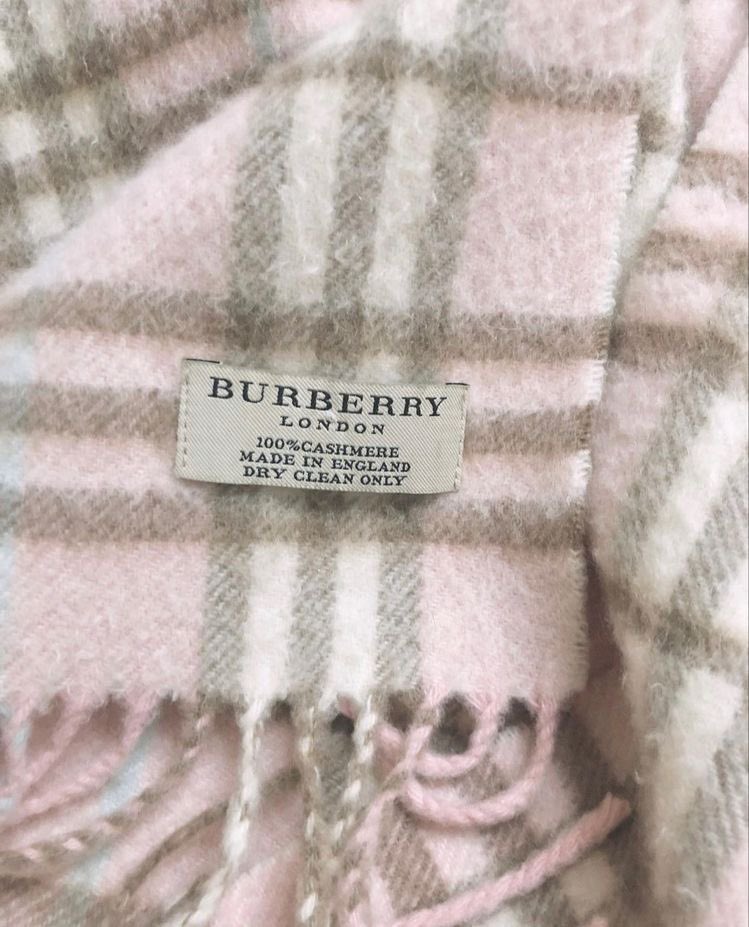 BURBERRY
LONDON
100%CASHMERE
MADE IN ENGLAND
DRY CLEAN ONLY